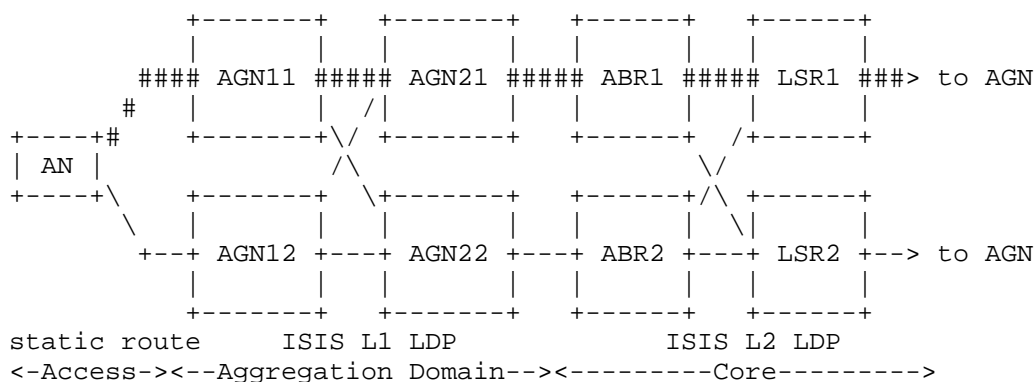 AGN11 AGN21 ABR1 LSR1 to AGN
AN
AGN12 AGN22 ABR2 LSR2 to AGN
static route ISIS L1 LDP ISIS L2 LDP
<-Access-><--Aggregation Domain--><---------Core--------->